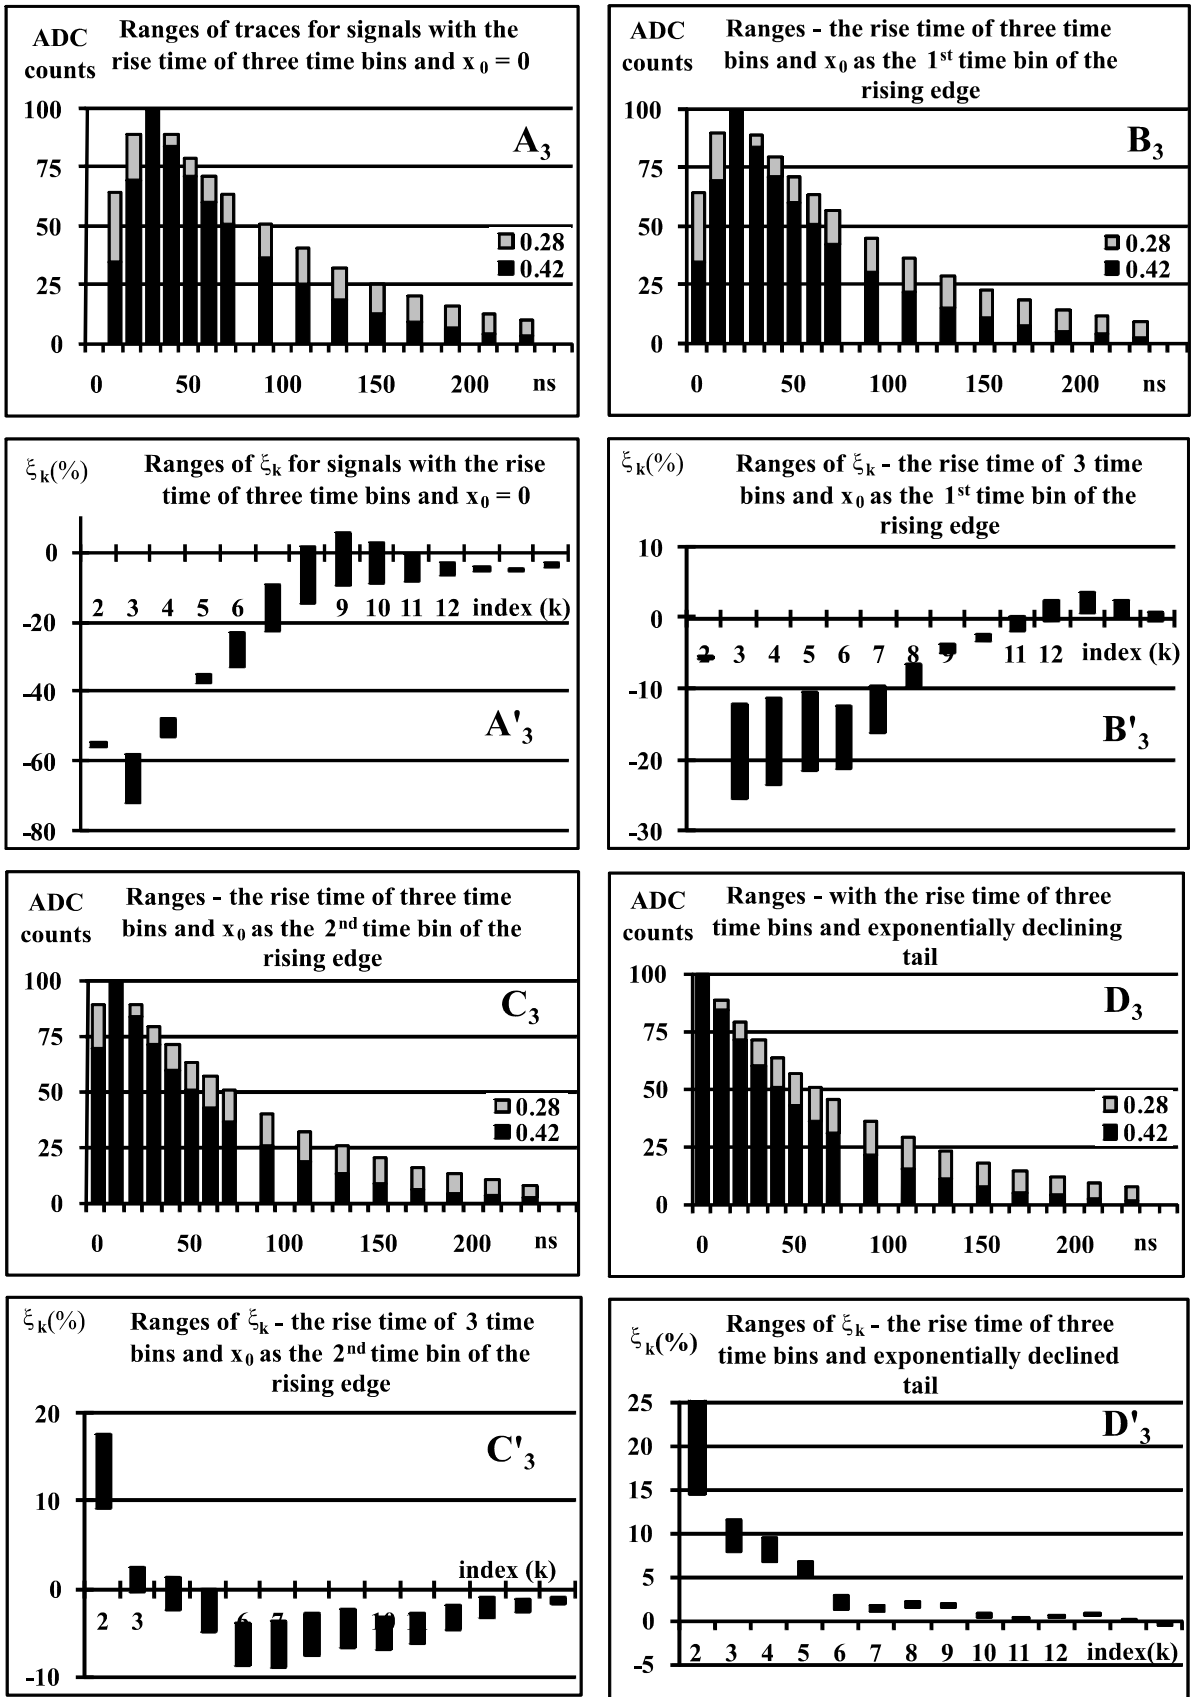 ADC counts
Ranges of traces for signals with the
rise time of three time bins and x0 = 0
A3
100
75
50
25
0
0.28
0.42
0 50 100 150 200 ns
ADC counts
Ranges - the rise time of three time
bins and x0 as the 1st time bin of the
rising edge
B3
100
75
50
25
0
0.28
0.42
0 50 100 150 200 ns
ξk(%)
Ranges of ξk for signals with the rise
time of three time bins and x0 = 0
0
-20
-40
-60
-80
2 3 4 5 6 9 10 11 12 index (k)
A'3
ξk(%)
Ranges of ξk - the rise time of 3 time
bins and x0 as the 1st time bin of the
rising edge
10
0
-10
-20
-30
2 3 4 5 6 7 8 9 11 12 index (k)
B'3
ADC counts
Ranges - the rise time of three time
bins and x0 as the 2nd time bin of the
rising edge
C3
100
75
50
25
0
0.28
0.42
0 50 100 150 200 ns
ADC counts
Ranges - with the rise time of three
time bins and exponentially declining
tail
D3
100
75
50
25
0
0.28
0.42
0 50 100 150 200 ns
ξk(%)
Ranges of ξk - the rise time of 3 time
bins and x0 as the 2nd time bin of the
rising edge
20
10
0
-10
C'3
index (k)
2 3 6 7 10
ξk(%)
Ranges of ξk - the rise time of three
time bins and exponentially declined
tail
25
20
15
10
5
0
-5
D'3
2 3 4 5 6 7 8 9 10 11 12 index(k)